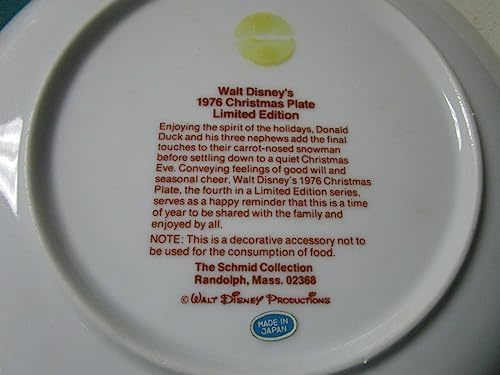 Walt Disney's
1976 Christmas Plate
Limited Edition
Enjoying the spirit of the holidays, Donald
Duck and his three nephews add the final
touches to their carrot-nosed snowman
before settling down to a quiet Christmas
Eve. Conveying feelings of good will and
seasonal cheer, Walt Disney's 1976 Christmas
Plate, the fourth in a Limited Edition series,
serves as a happy reminder that this is a time
of year to be shared with the family and
enjoyed by all.
NOTE: This is a decorative accessory not to
be used for the consumption of food.
The Schmid Collection
Randolph, Mass. 02368
© WALT DISNEY PRODUCTIONS
MADE IN
JAPAN